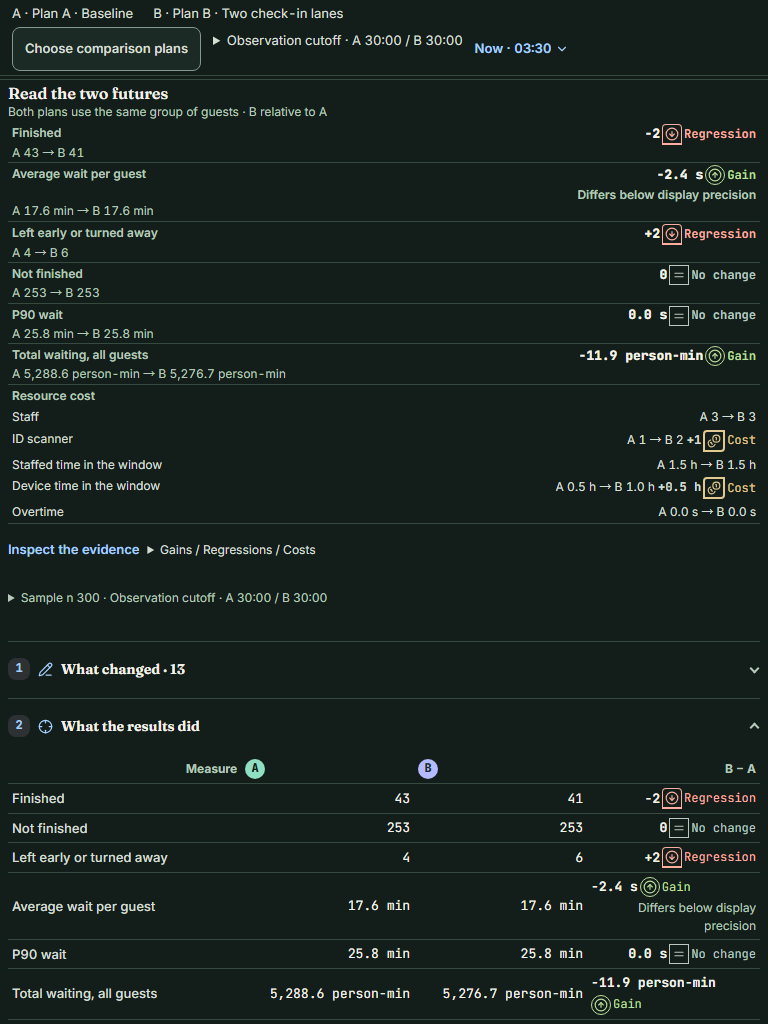 A · Plan A · Baseline B · Plan B · Two check-in lanes
Choose comparison plans
▶ Observation cutoff · A 30:00 / B 30:00
Now · 03:30
Read the two futures
Both plans use the same group of guests · B relative to A
Finished -2 Regression
A 43 → B 41
Average wait per guest -2.4 s Gain
Differs below display precision
A 17.6 min → B 17.6 min
Left early or turned away +2 Regression
A 4 → B 6
Not finished 0 = No change
A 253 → B 253
P90 wait 0.0 s = No change
A 25.8 min → B 25.8 min
Total waiting, all guests -11.9 person-min Gain
A 5,288.6 person-min → B 5,276.7 person-min
Resource cost
Staff A 3 → B 3
ID scanner A 1 → B 2 +1 Cost
Staffed time in the window A 1.5 h → B 1.5 h
Device time in the window A 0.5 h → B 1.0 h +0.5 h Cost
Overtime A 0.0 s → B 0.0 s
Inspect the evidence ▶ Gains / Regressions / Costs
▶ Sample n 300 · Observation cutoff · A 30:00 / B 30:00
1 What changed · 13
2 What the results did
Measure A B B − A
Finished 43 41 -2 Regression
Not finished 253 253 0 = No change
Left early or turned away 4 6 +2 Regression
Average wait per guest 17.6 min 17.6 min -2.4 s Gain
Differs below display
precision
P90 wait 25.8 min 25.8 min 0.0 s = No change
Total waiting, all guests 5,288.6 person-min 5,276.7 person-min -11.9 person-min
Gain